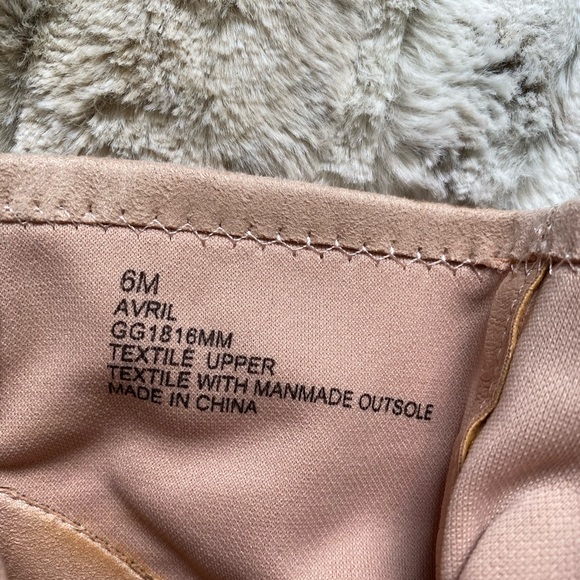 6M
AVRIL
GG1816MM
TEXTILE UPPER
TEXTILE WITH MANMADE OUTSOLE
MADE IN CHINA